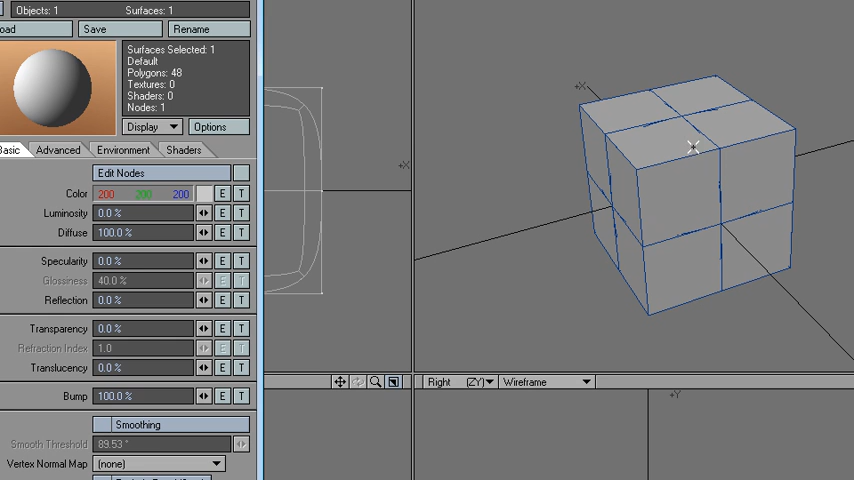 Objects: 1 Surfaces: 1
oad Save Rename
Surfaces Selected: 1
Default
Polygons: 48
Textures: 0
Shaders: 0
Nodes: 1
Display Options
Basic Advanced Environment Shaders
Edit Nodes
Color 200 200 200 E T
Luminosity 0.0 % E T
Diffuse 100.0 % E T
Specularity 0.0 % E T
Glossiness 40.0 % E T
Reflection 0.0 % E T
Transparency 0.0 % E T
Refraction Index 1.0 E T
Translucency 0.0 % E T
Bump 100.0 % E T
Smoothing
Smooth Threshold 89.53 °
Vertex Normal Map (none)
+X
+X
Right (ZY) Wireframe
+Y